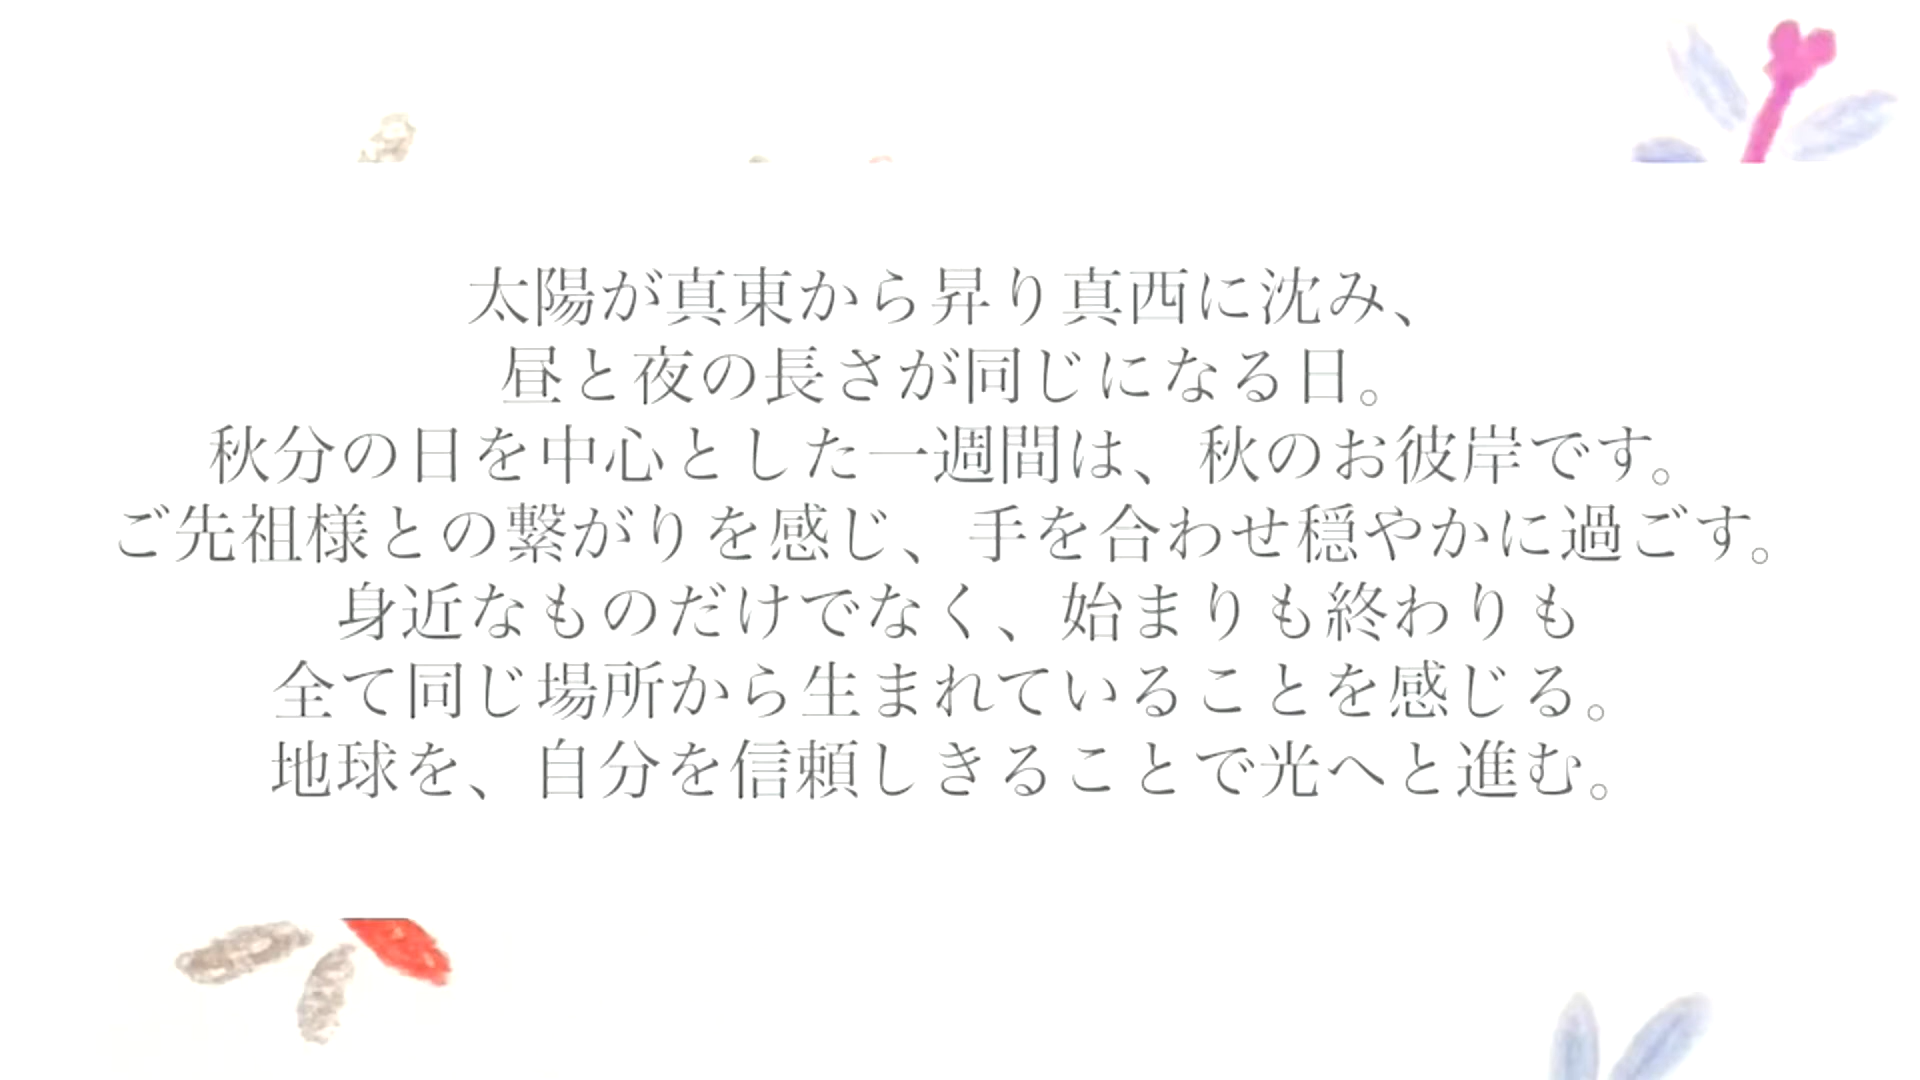 太陽が真東から昇り真西に沈み、
昼と夜の長さが同じになる日。
秋分の日を中心とした一週間は、秋のお彼岸です。
ご先祖様との繋がりを感じ、手を合わせ穏やかに過ごす。
身近なものだけでなく、始まりも終わりも
全て同じ場所から生まれていることを感じる。
地球を、自分を信頼しきることで光へと進む。